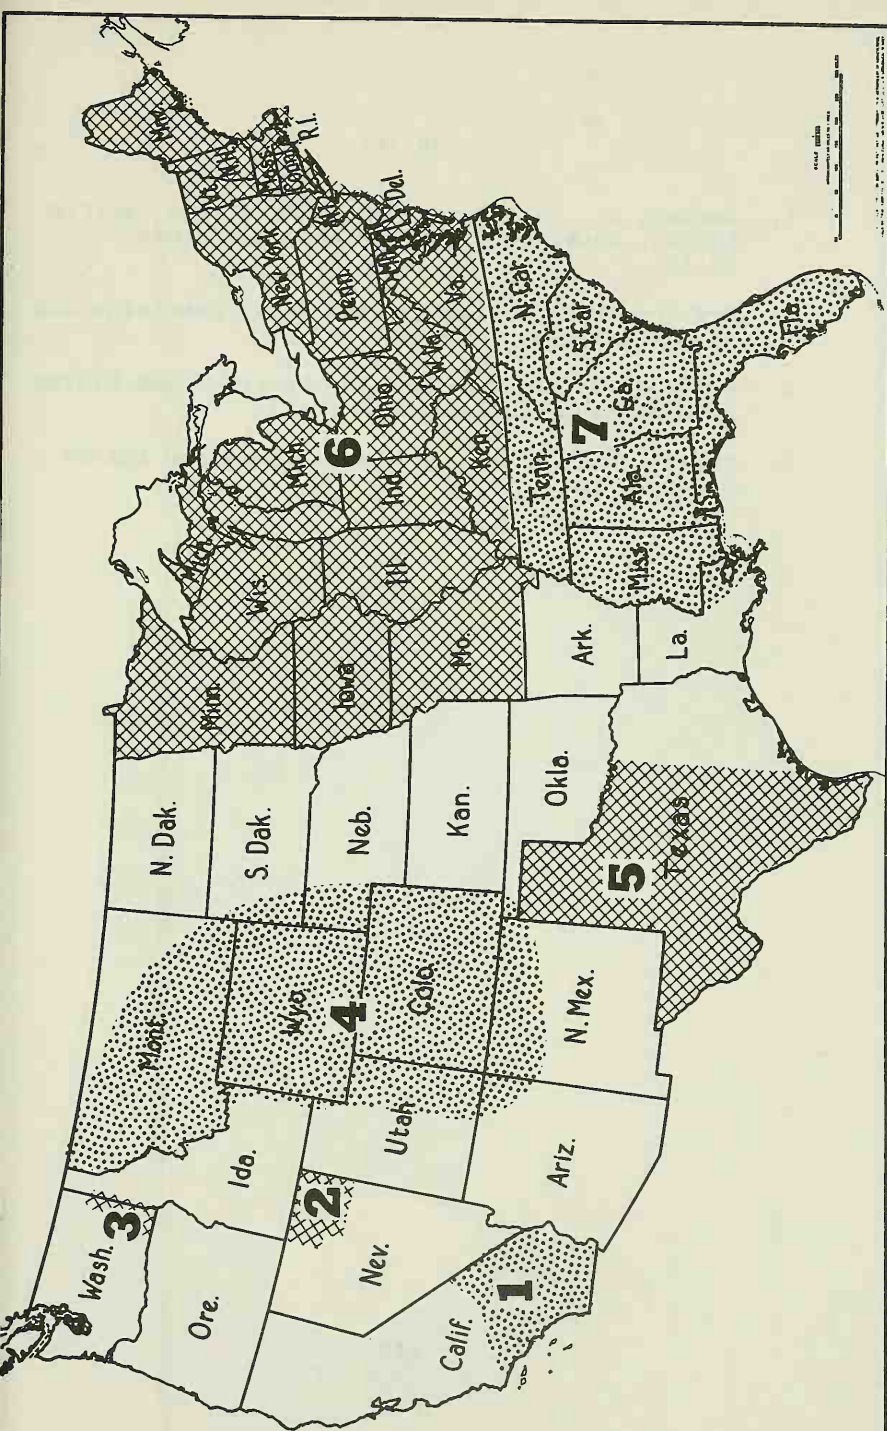 Wash.
3
Mont.
N. Dak.
Minn.
Mich.
Vt.
N.H.
Mass.
Conn.
R.I.
Ore.
Ida.
Wyo.
S. Dak.
Wis.
Mich.
New York
Penn.
N.J.
Del.
2
4
Neb.
Iowa
6
Ill.
Ind.
Ohio
W.Va.
Va.
Nev.
Utah
Colo.
Kan.
Mo.
Ken.
Calif.
1
Ariz.
N. Mex.
Okla.
Ark.
Tenn.
N. Car.
S. Car.
5
Texas
La.
Miss.
Ala.
Ga.
7
Fla.
SCALE